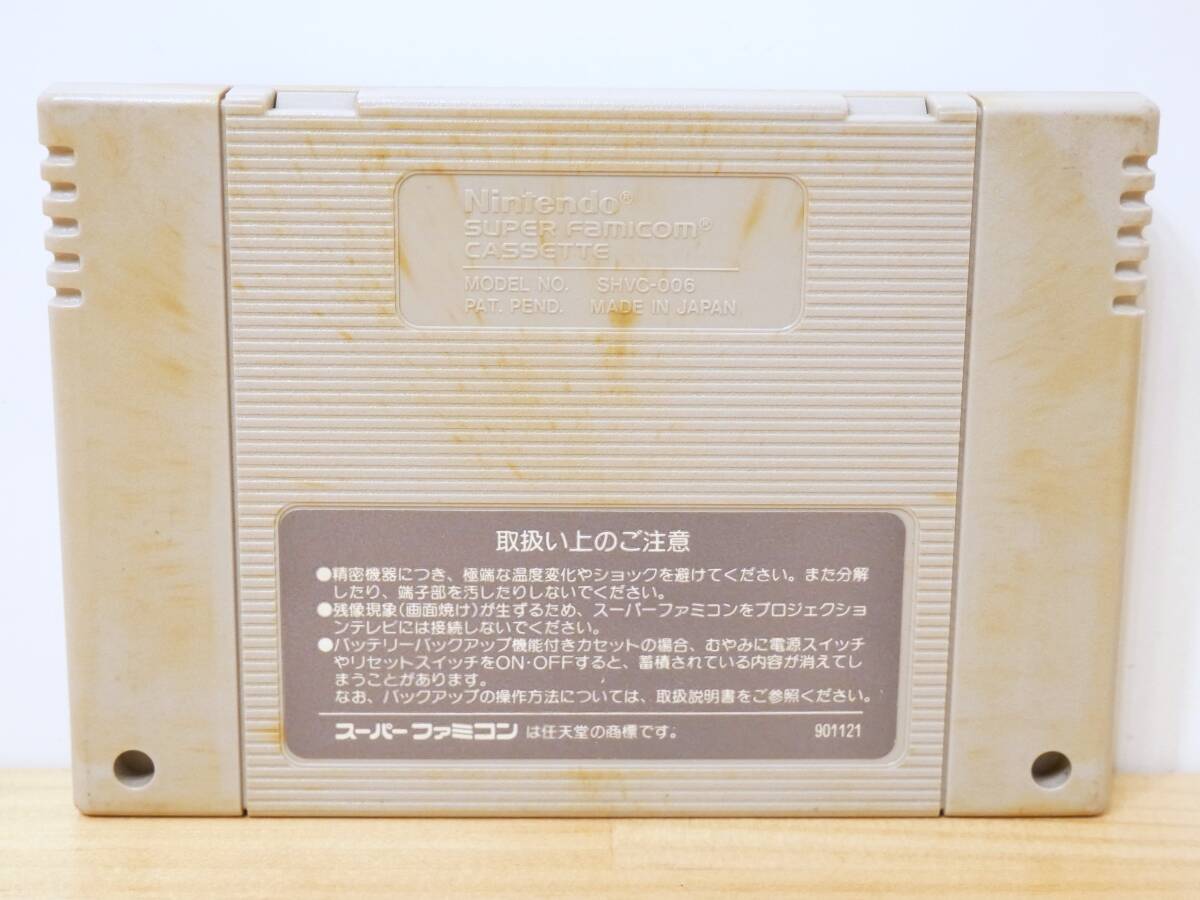 Nintendo®
SUPER FAMICOM®
CASSETTE
MODEL NO. SHVC-006
PAT. PEND. MADE IN JAPAN
取扱い上のご注意
●精密機器につき、極端な温度変化やショックを避けてください。また分解
したり、端子部を汚したりしないでください。
●残像現象(画面焼け)が生ずるため、スーパーファミコンをプロジェクショ
ンテレビには接続しないでください。
●バッテリーバックアップ機能付きカセットの場合、むやみに電源スイッチ
やリセットスイッチをON・OFFすると、蓄積されている内容が消えてし
まうことがあります。
なお、バックアップの操作方法については、取扱説明書をご参照ください。
スーパーファミコン は任天堂の商標です。 901121